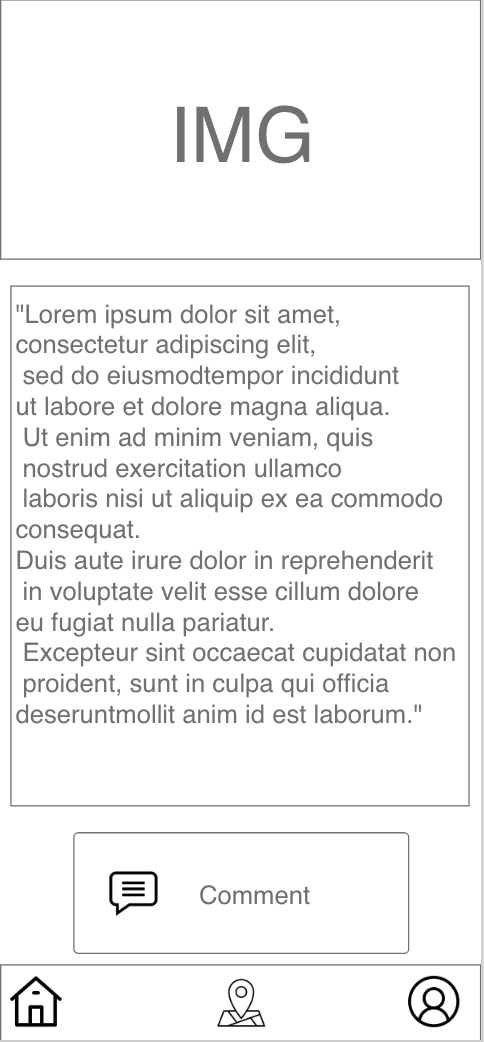 IMG
"Lorem ipsum dolor sit amet,
consectetur adipiscing elit,
sed do eiusmodtempor incididunt
ut labore et dolore magna aliqua.
Ut enim ad minim veniam, quis
nostrud exercitation ullamco
laboris nisi ut aliquip ex ea commodo
consequat.
Duis aute irure dolor in reprehenderit
in voluptate velit esse cillum dolore
eu fugiat nulla pariatur.
Excepteur sint occaecat cupidatat non
proident, sunt in culpa qui officia
deseruntmollit anim id est laborum."
Comment